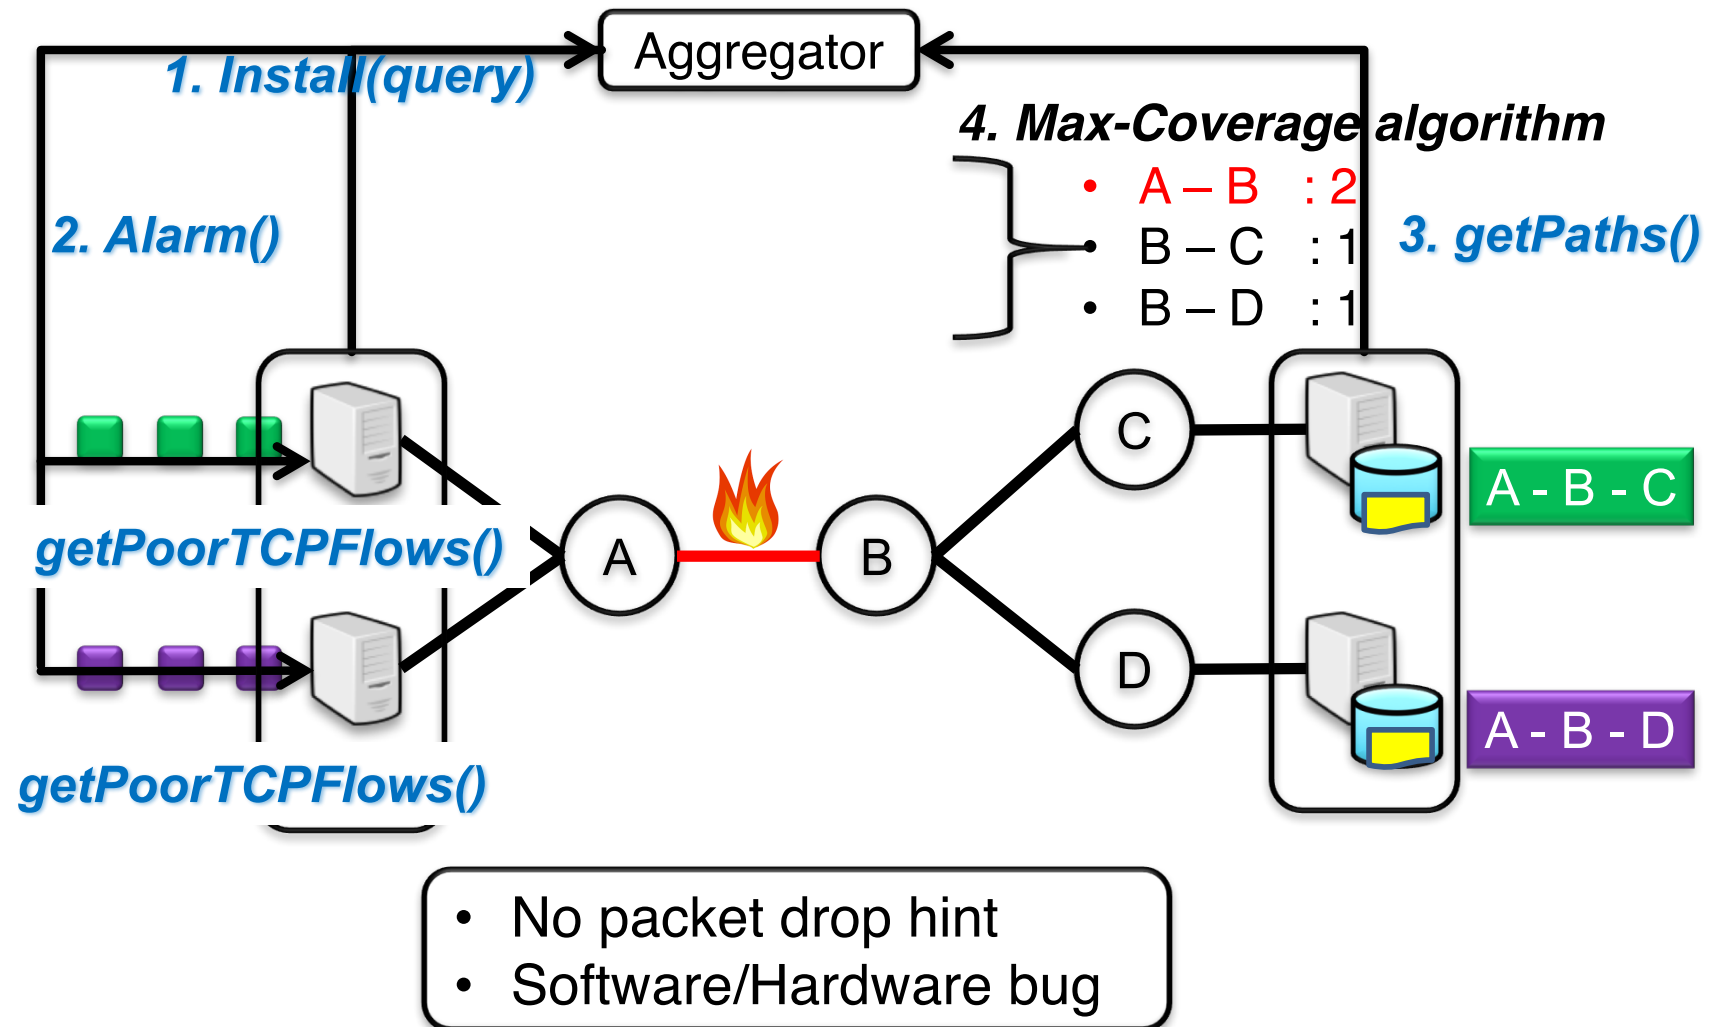 Aggregator
1. Install(query)
4. Max-Coverage algorithm
• A – B : 2
2. Alarm()
• B – C : 1
3. getPaths()
• B – D : 1
C
A - B - C
getPoorTCPFlows()
A
B
D
A - B - D
getPoorTCPFlows()
• No packet drop hint
• Software/Hardware bug